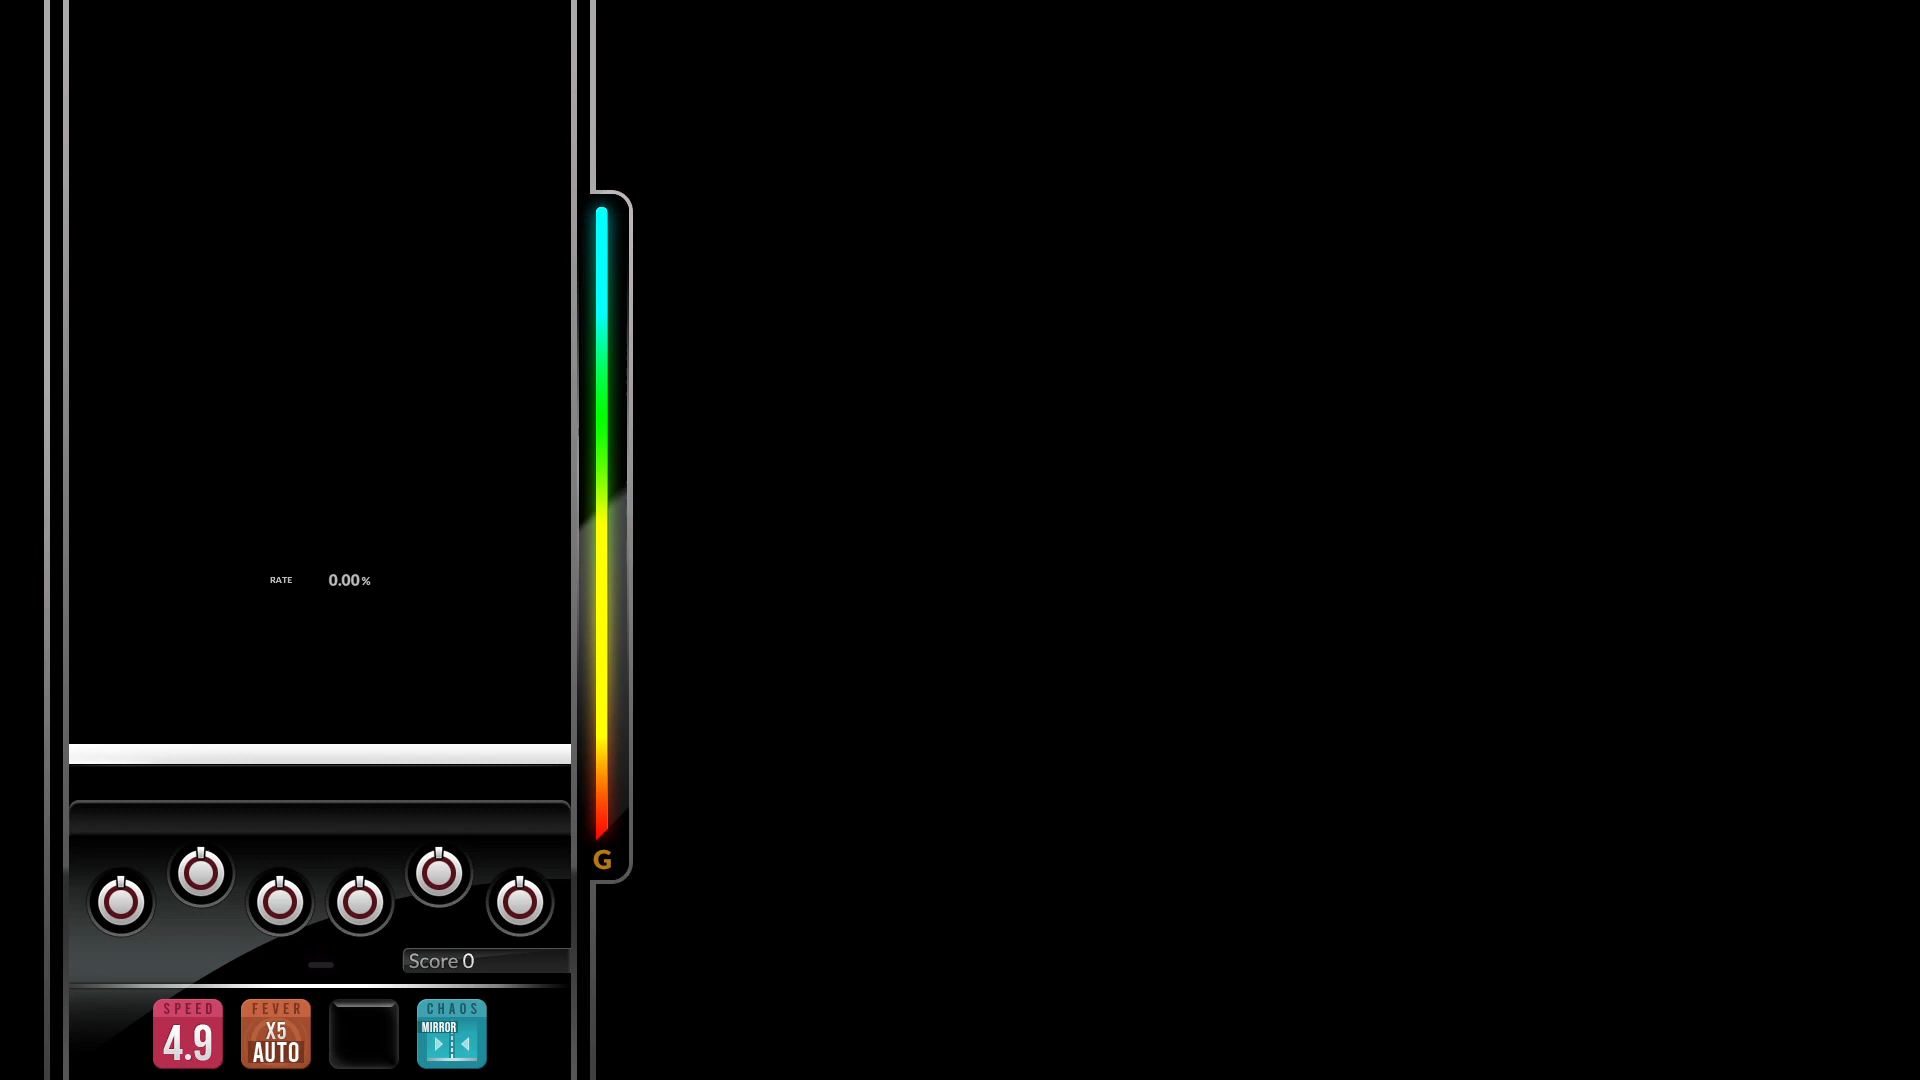 RATE 0.00%
G
Score 0
SPEED
4.9
FEVER
X5
AUTO
CHAOS
MIRROR